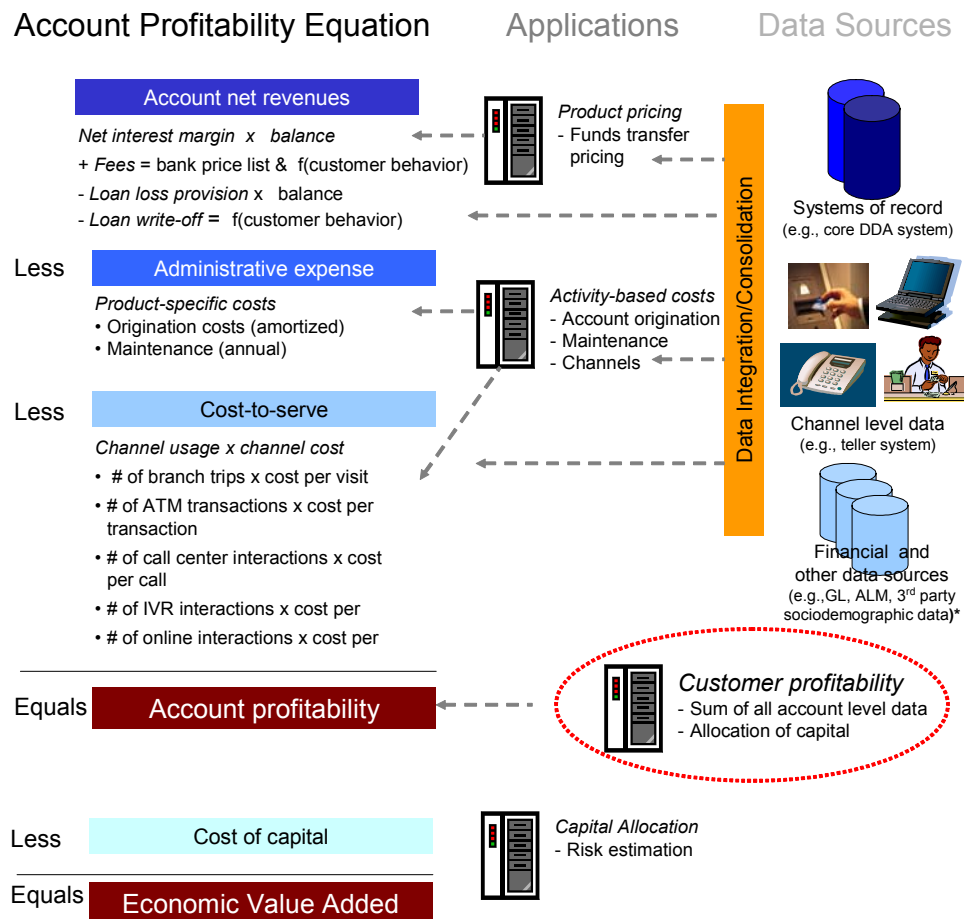 Account Profitability Equation
Applications
Data Sources
Account net revenues
Net interest margin x balance
+ Fees = bank price list & f(customer behavior)
- Loan loss provision x balance
- Loan write-off = f(customer behavior)
Product pricing
- Funds transfer
pricing
Data Integration/Consolidation
Systems of record
(e.g., core DDA system)
Less
Administrative expense
Product-specific costs
• Origination costs (amortized)
• Maintenance (annual)
Activity-based costs
- Account origination
- Maintenance
- Channels
Channel level data
(e.g., teller system)
Less
Cost-to-serve
Channel usage x channel cost
• # of branch trips x cost per visit
• # of ATM transactions x cost per
transaction
• # of call center interactions x cost
per call
• # of IVR interactions x cost per
• # of online interactions x cost per
Financial and
other data sources
(e.g.,GL, ALM, 3rd party
sociodemographic data)*
Equals
Account profitability
Customer profitability
- Sum of all account level data
- Allocation of capital
Less
Cost of capital
Capital Allocation
- Risk estimation
Equals
Economic Value Added